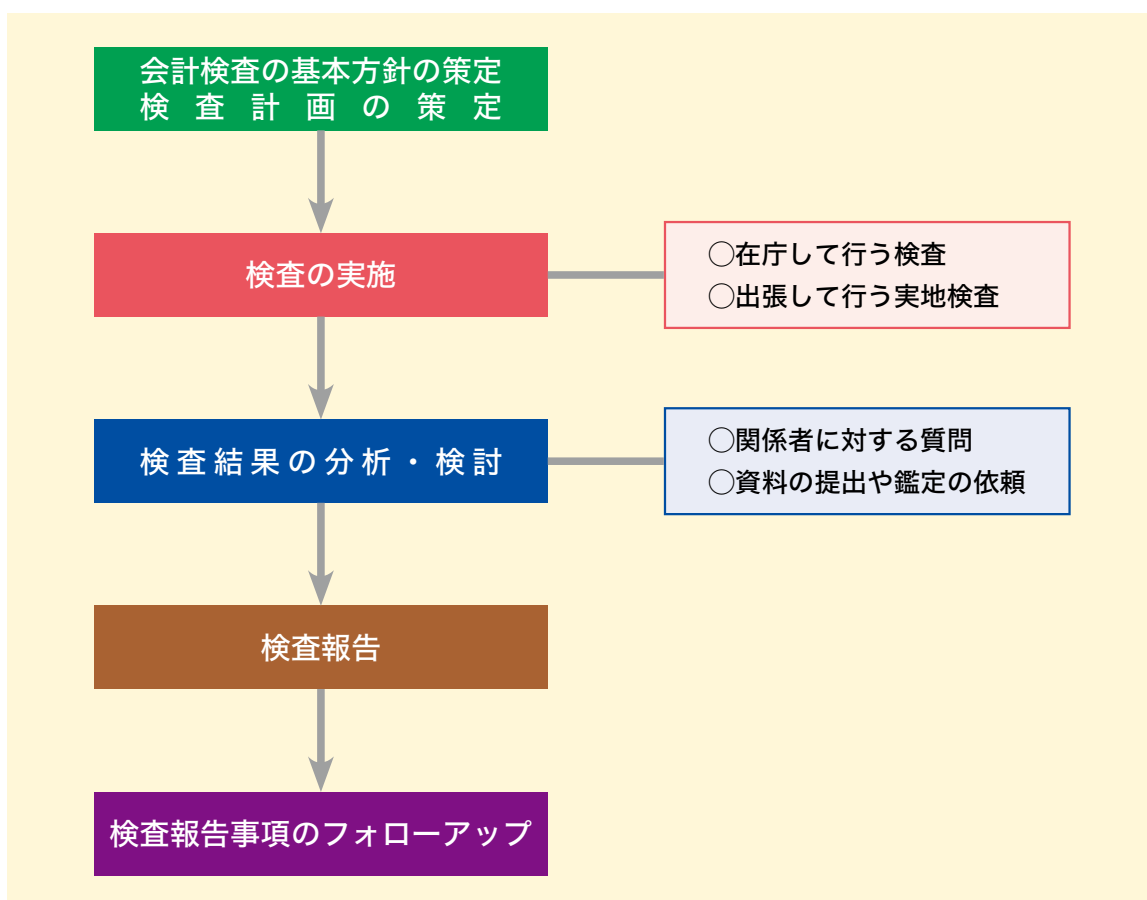 会計検査の基本方針の策定
検査計画の策定
検査の実施
○在庁して行う検査
○出張して行う実地検査
検査結果の分析・検討
○関係者に対する質問
○資料の提出や鑑定の依頼
検査報告
検査報告事項のフォローアップ